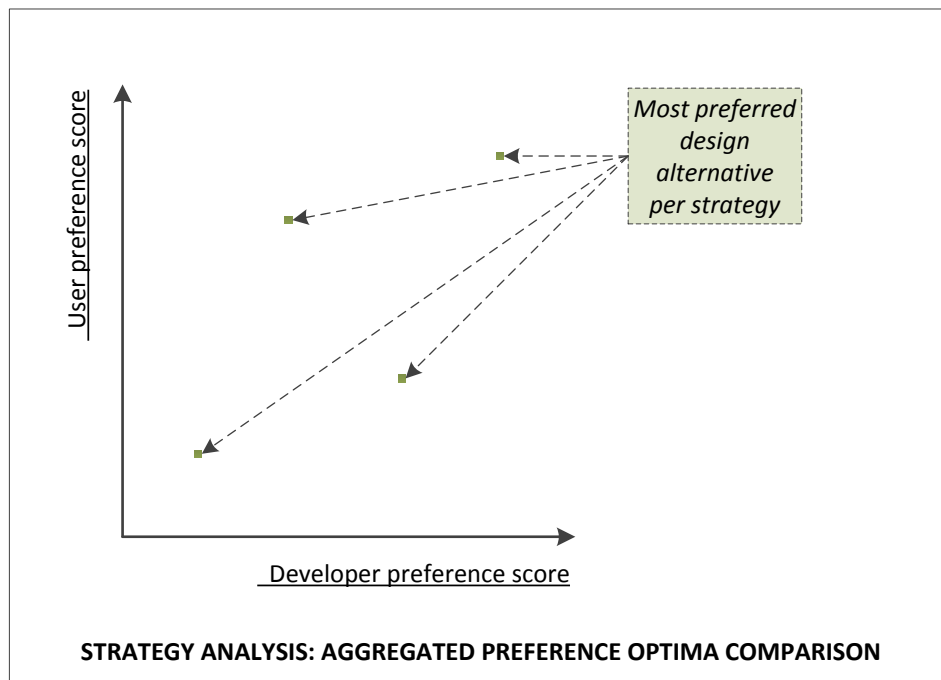 Most preferred
design
alternative
per strategy
User preference score
Developer preference score
STRATEGY ANALYSIS: AGGREGATED PREFERENCE OPTIMA COMPARISON